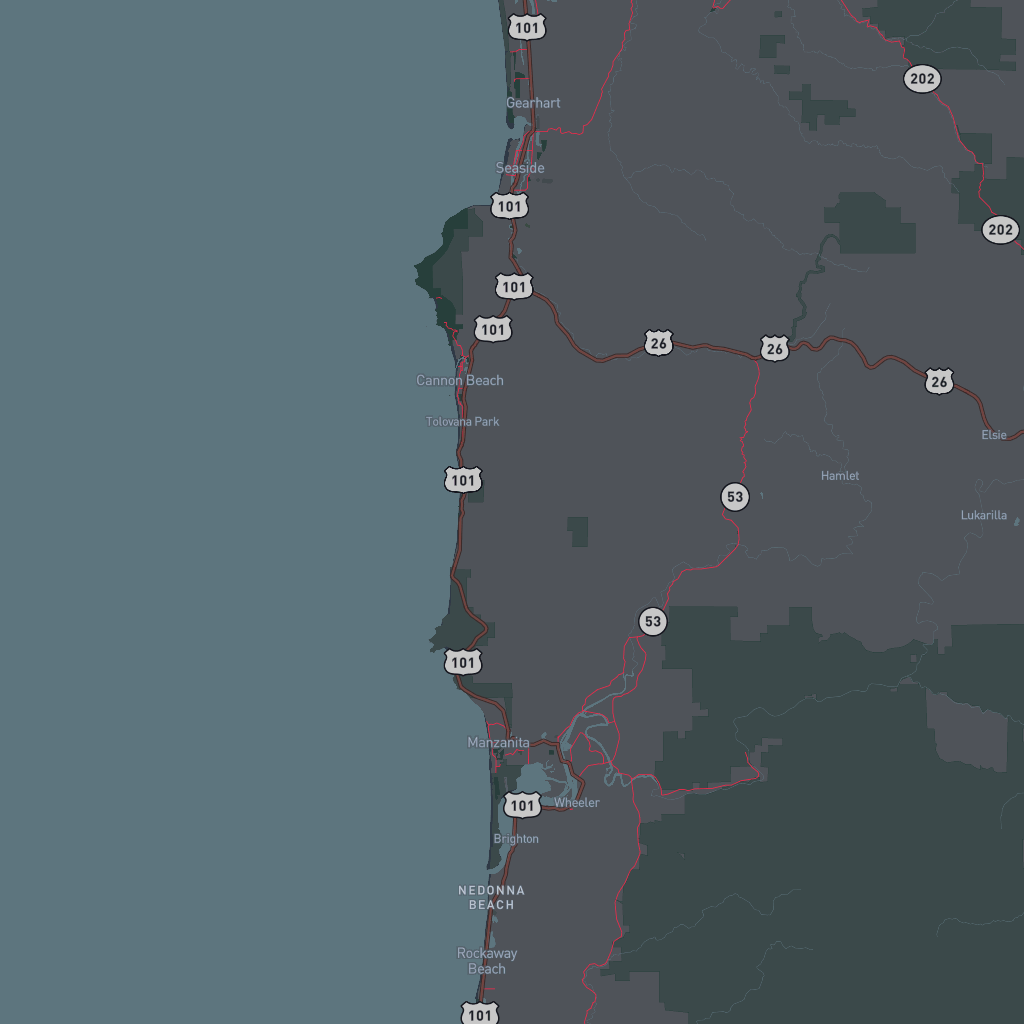 101
202
Gearhart
Seaside
101
202
101
101
26
26
26
Cannon Beach
Tolovana Park
Elsie
101
Hamlet
53
Lukarilla
53
101
Manzanita
101
Wheeler
Brighton
NEDONNA
BEACH
Rockaway
Beach
101